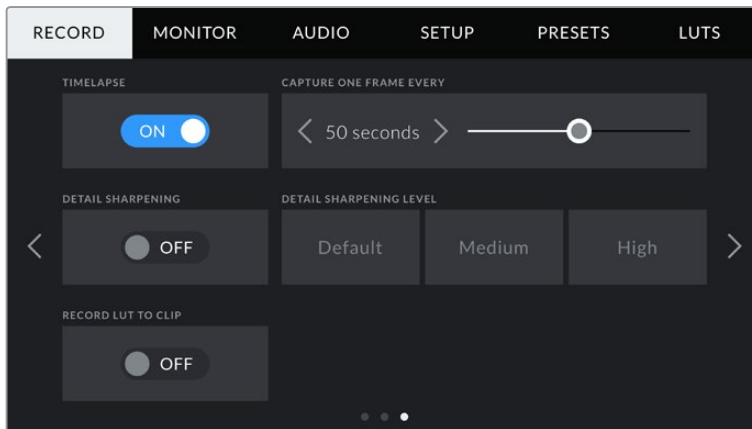 RECORD MONITOR AUDIO SETUP PRESETS LUTS
TIMELAPSE CAPTURE ONE FRAME EVERY
ON 50 seconds
DETAIL SHARPENING DETAIL SHARPENING LEVEL
OFF Default Medium High
RECORD LUT TO CLIP
OFF